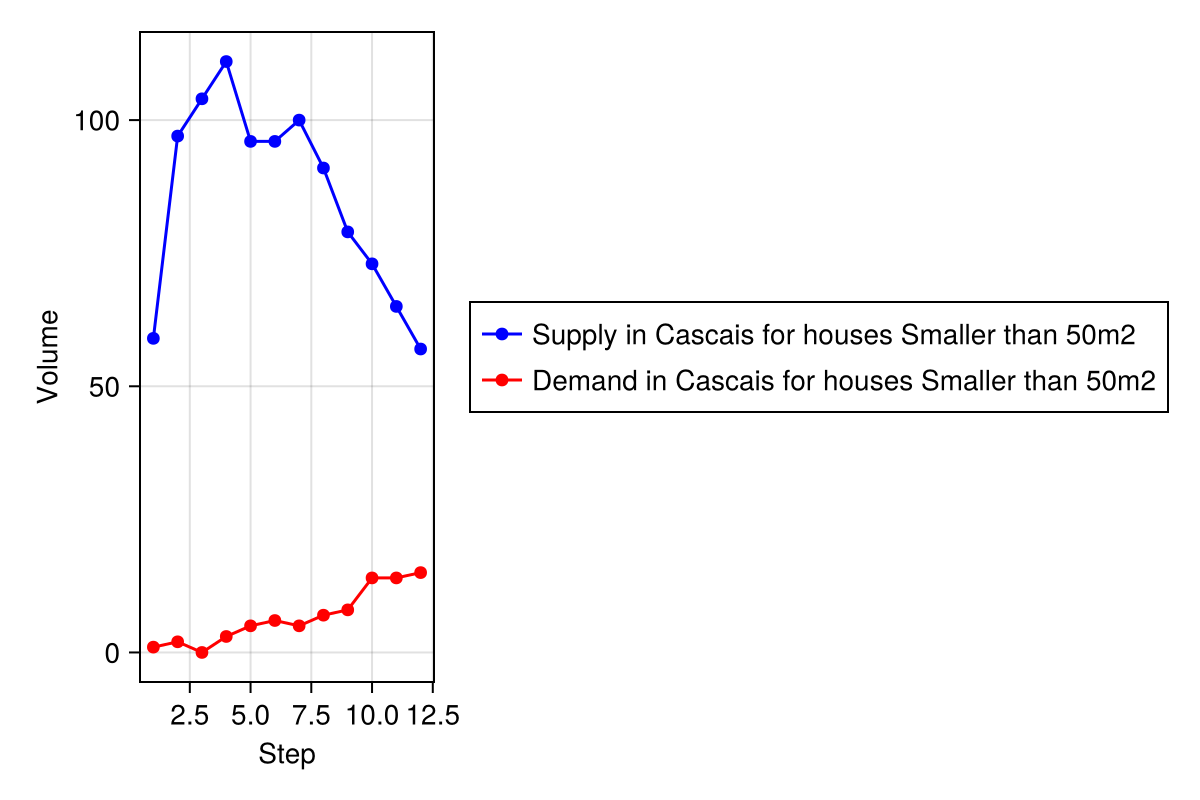 100
50
0
Volume
2.5 5.0 7.5 10.0 12.5
Step
Supply in Cascais for houses Smaller than 50m2
Demand in Cascais for houses Smaller than 50m2